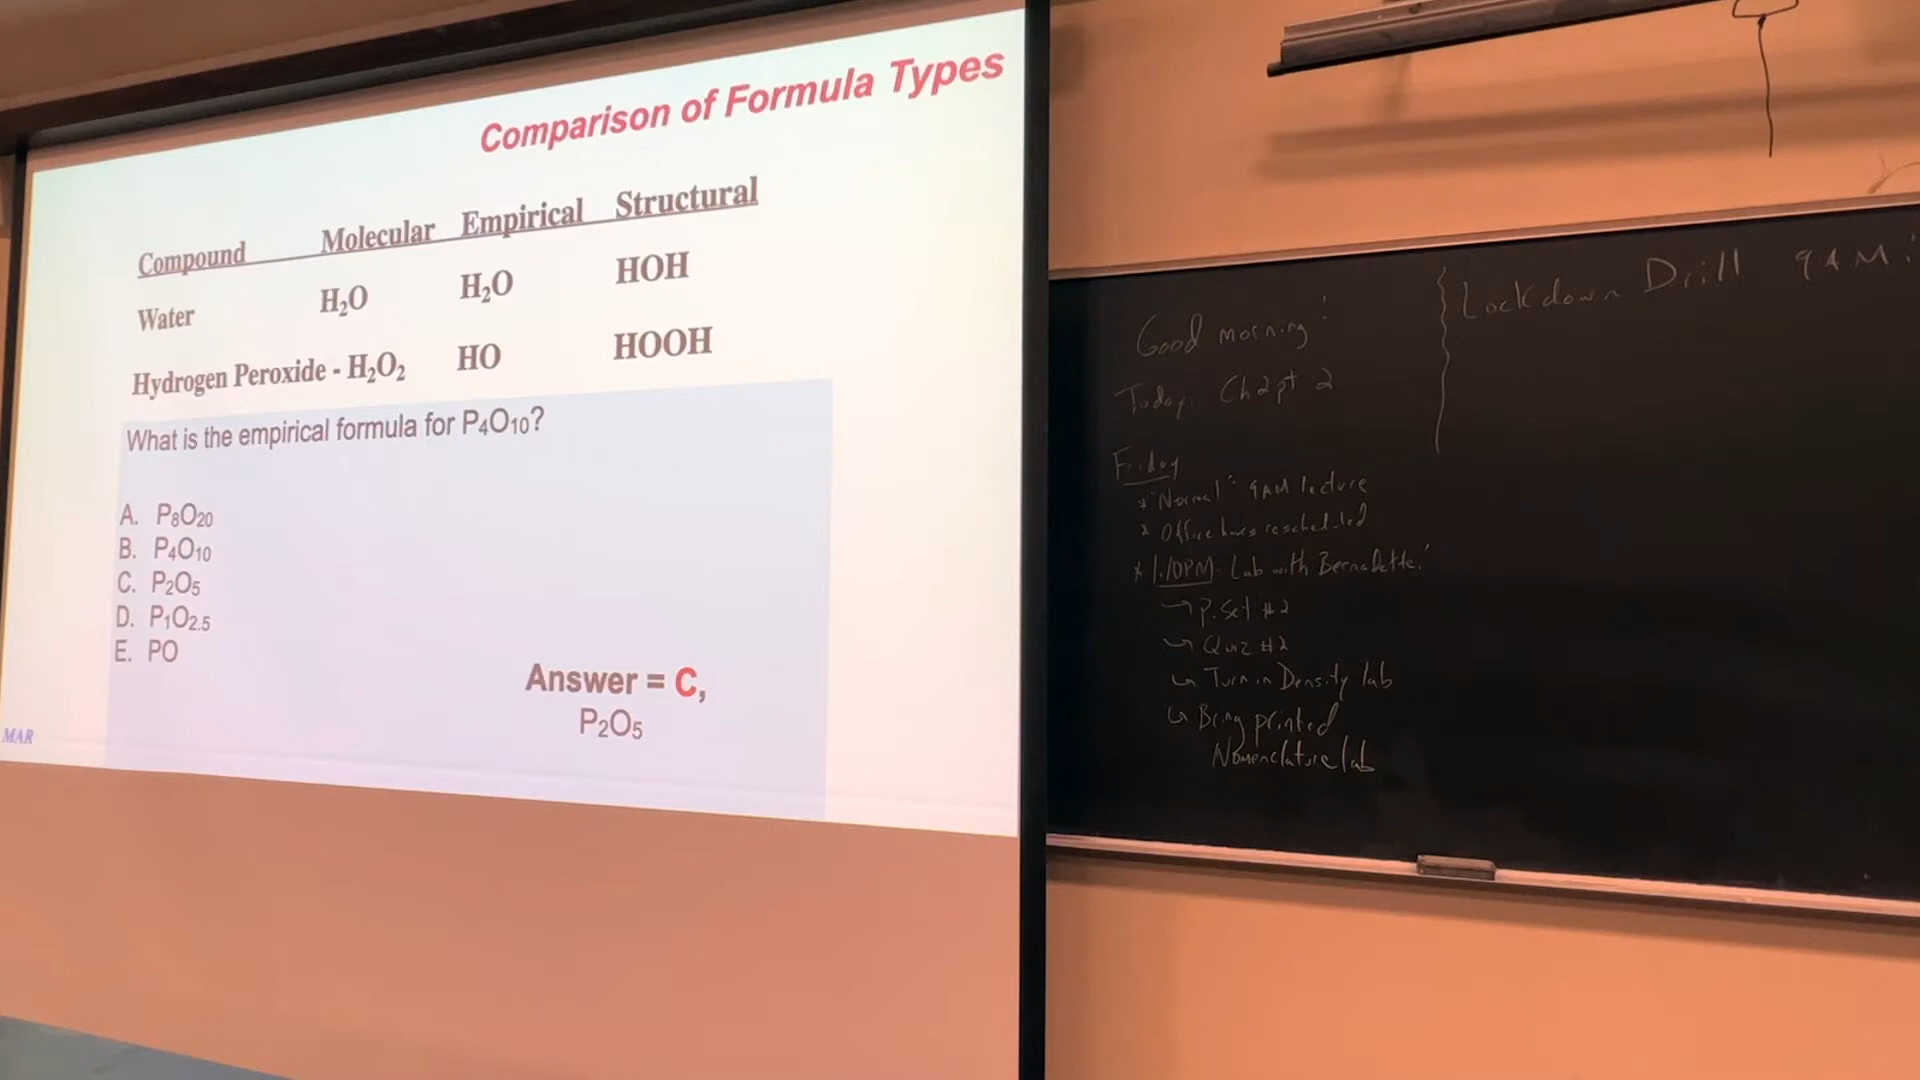 Comparison of Formula Types
Compound Molecular Empirical Structural
Water H₂O H₂O HOH
Hydrogen Peroxide - H₂O₂ HO HOOH
What is the empirical formula for P₄O₁₀?
A. P₈O₂₀
B. P₄O₁₀
C. P₂O₅
D. P₁O₂.₅
E. PO
Answer = C,
P₂O₅
MAR
Good morning!
Today: Chapt 2
Friday
* "Normal" 9AM lecture
* Office hours rescheduled
* 1:10PM: Lab with Bernadette!
↪ P. Set #2
↪ Quiz #2
↪ Turn in Density lab
↪ Bring printed
Nomenclature lab
Lockdown Drill 9AM!